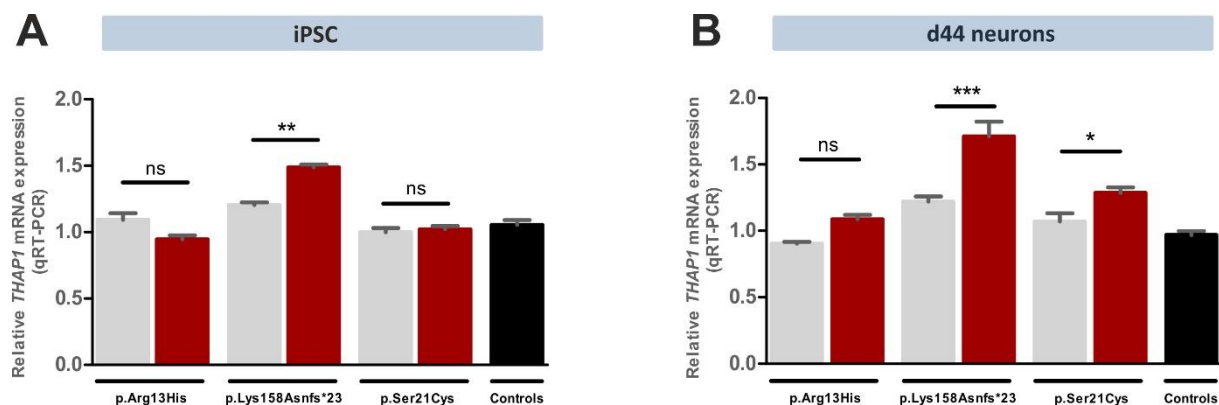 A
iPSC
Relative THAP1 mRNA expression
(qRT-PCR)
2.0
1.5
1.0
0.5
0.0
ns
**
ns
p.Arg13His
p.Lys158Asnfs*23
p.Ser21Cys
Controls
B
d44 neurons
Relative THAP1 mRNA expression
(qRT-PCR)
2.0
1.5
1.0
0.5
0.0
ns
***
*
p.Arg13His
p.Lys158Asnfs*23
p.Ser21Cys
Controls